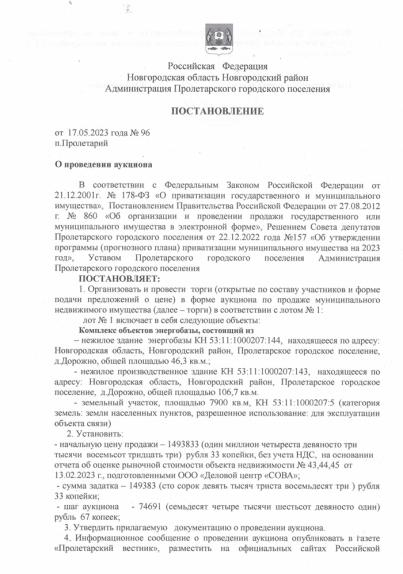 Российская Федерация
Новгородская область Новгородский район
Администрация Пролетарского городского поселения
ПОСТАНОВЛЕНИЕ
от 17.05.2023 года № 96
п.Пролетарий
О проведении аукциона
В соответствии с Федеральным Законом Российской Федерации от
21.12.2001г. № 178-ФЗ «О приватизации государственного и муниципального
имущества», Постановлением Правительства Российской Федерации от 27.08.2012
г. № 860 «Об организации и проведении продажи государственного или
муниципального имущества в электронной форме», Решением Совета депутатов
Пролетарского городского поселения от 22.12.2022 года №157 «Об утверждении
программы (прогнозного плана) приватизации муниципального имущества на 2023
год», Уставом Пролетарского городского поселения Администрация
Пролетарского городского поселения
ПОСТАНОВЛЯЕТ:
1. Организовать и провести торги (открытые по составу участников и форме
подачи предложений о цене) в форме аукциона по продаже муниципального
недвижимого имущества (далее – торги) в соответствии с лотом № 1:
лот № 1 включает в себя следующие объекты:
Комплекс объектов энергобазы, состоящий из
– нежилое здание энергобазы КН 53:11:1000207:144, находящееся по адресу:
Новгородская область, Новгородский район, Пролетарское городское поселение,
д.Дорожно, общей площадью 46,3 кв.м.;
- нежилое производственное здание КН 53:11:1000207:143, находящееся по
адресу: Новгородская область, Новгородский район, Пролетарское городское
поселение, д.Дорожно, общей площадью 106,7 кв.м.
- земельный участок, площадью 7900 кв.м, КН 53:11:1000207:5 (категория
земель: земли населенных пунктов, разрешенное использование: для эксплуатации
объекта связи)
2. Установить:
- начальную цену продажи – 1493833 (один миллион четыреста девяносто три
тысячи восемьсот тридцать три) рубля 33 копейки, без учета НДС, на основании
отчета об оценке рыночной стоимости объекта недвижимости № 43,44,45 от
13.02.2023 г., подготовленными ООО «Деловой центр «СОВА»;
- сумма задатка – 149383 (сто сорок девять тысяч триста восемьдесят три ) рубля
33 копейки;
- шаг аукциона - 74691 (семьдесят четыре тысячи шестьсот девяносто один)
рубль 67 копеек;
3. Утвердить прилагаемую документацию о проведении аукциона.
4. Информационное сообщение о проведении аукциона опубликовать в газете
«Пролетарский вестник», разместить на официальных сайтах Российской